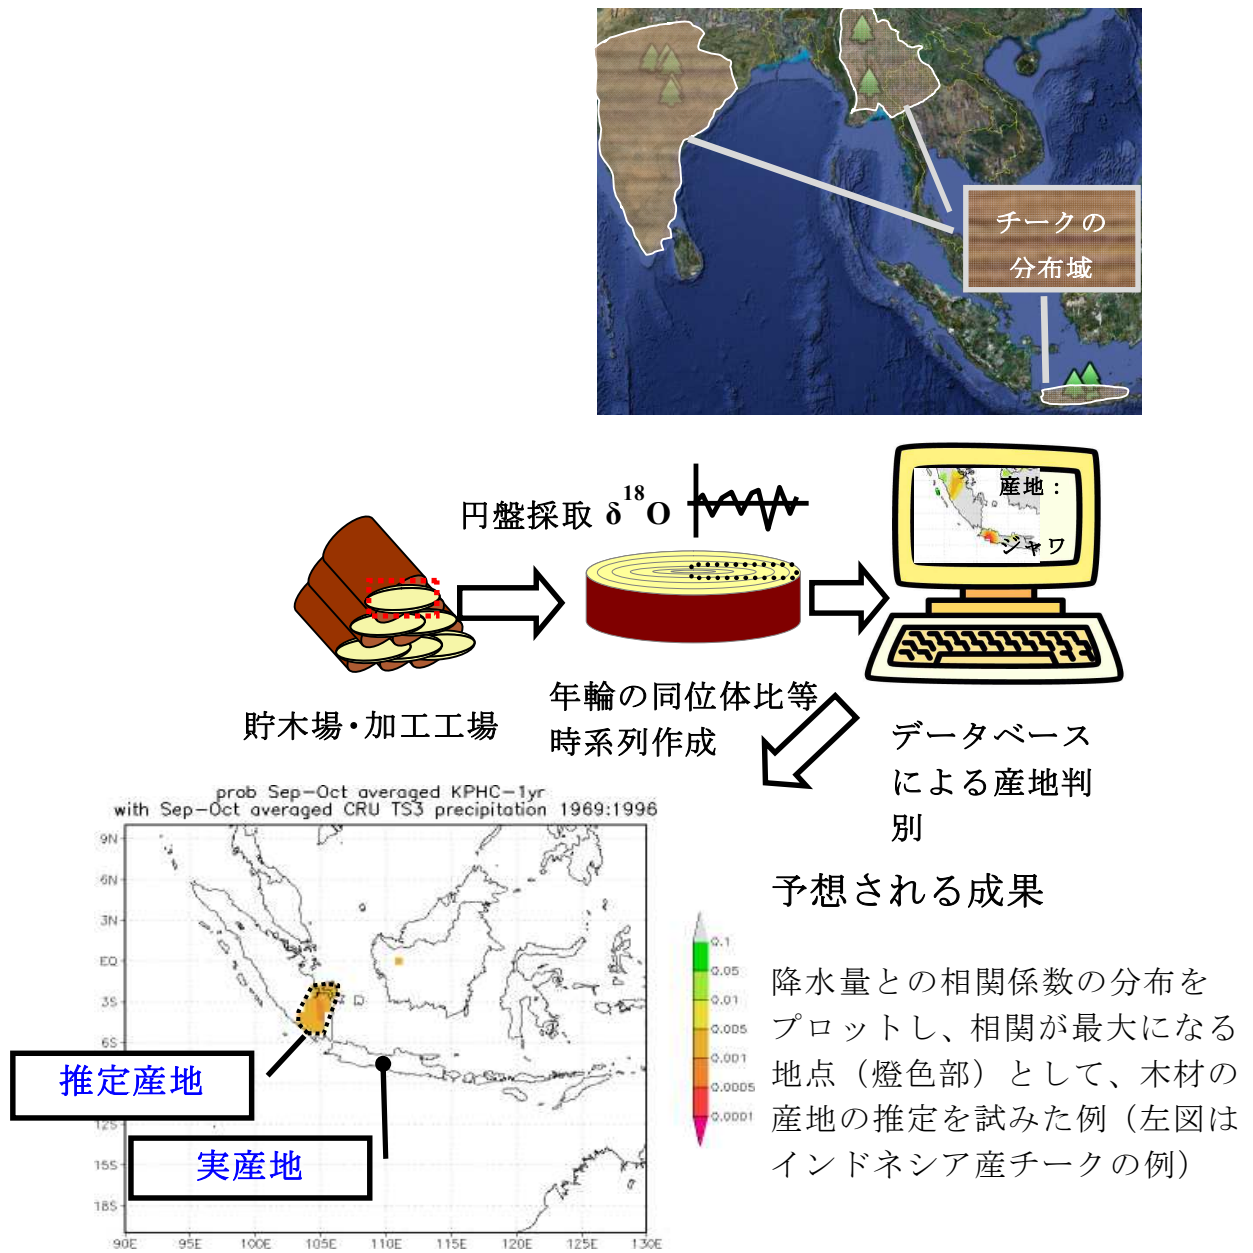 チークの
分布域
円盤採取 δ18O
産地：
ジャワ
貯木場・加工工場
年輪の同位体比等
時系列作成
データベース
による産地判
別
prob Sep-Oct averaged KPHC-1yr
with Sep-Oct averaged CRU TS3 precipitation 1969:1996
9N
6N
3N
EQ
3S
6S
12S
15S
18S
90E 95E 100E 105E 110E 115E 120E 125E 130E
推定産地
実産地
0.1
0.05
0.01
0.005
0.001
0.0005
0.0001
予想される成果
降水量との相関係数の分布を
プロットし、相関が最大になる
地点（燈色部）として、木材の
産地の推定を試みた例（左図は
インドネシア産チークの例）